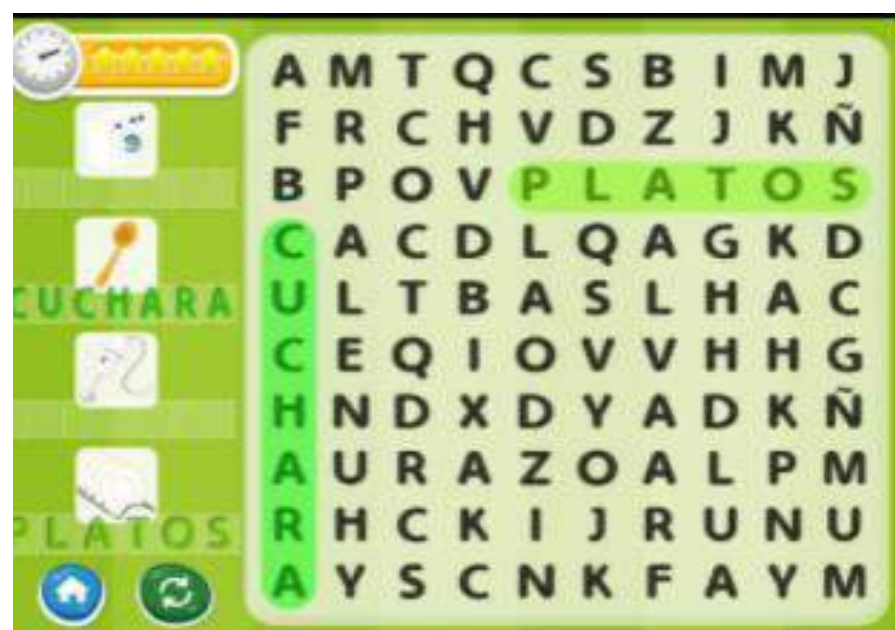 A M T Q C S B I M J
F R C H V D Z J K Ñ
B P O V P L A T O S
C A C D L Q A G K D
CUCHARA
U L T B A S L H A C
C E Q I O V V H H G
H N D X D Y A D K Ñ
A U R A Z O A L P M
PLATOS
R H C K I J R U N U
A Y S C N K F A Y M